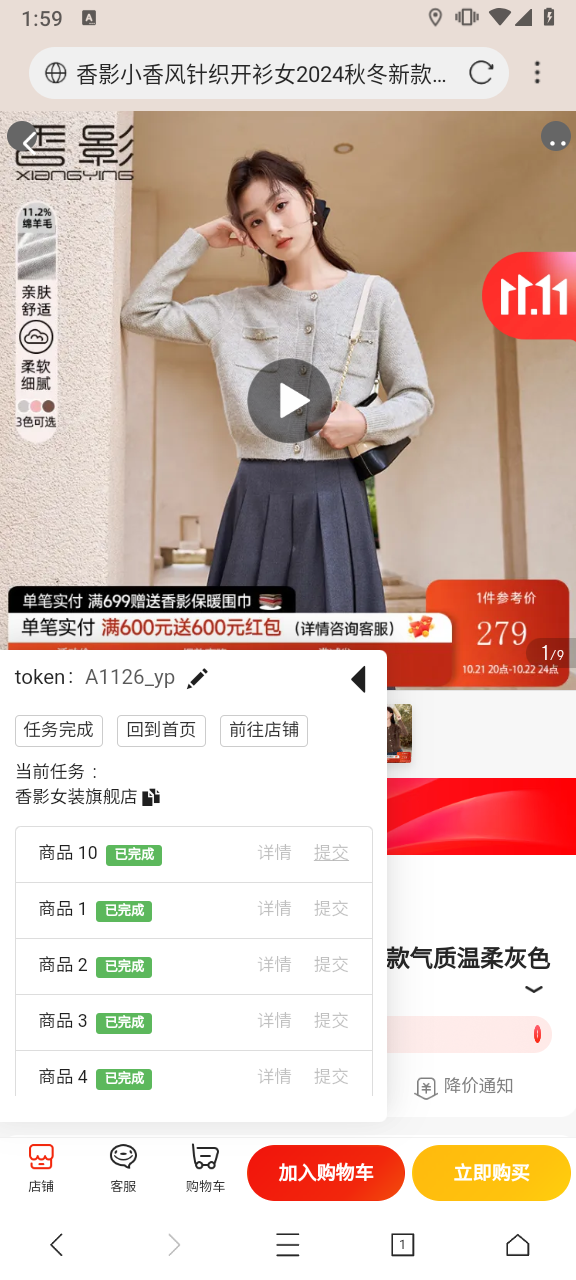 1:59
A
香影小香风针织开衫女2024秋冬新款…
香影
XIANGYING
11.2%
绵羊毛
亲肤
舒适
柔软
细腻
3色可选
11.11
单笔实付 满699赠送香影保暖围巾
单笔实付 满600元送600元红包 (详情咨询客服)
1件参考价
279
10.21 20点-10.22 24点
1/9
token: A1126_yp
任务完成 回到首页 前往店铺
当前任务 :
香影女装旗舰店
商品 10 已完成 详情 提交
商品 1 已完成 详情 提交
商品 2 已完成 详情 提交
商品 3 已完成 详情 提交
商品 4 已完成 详情 提交
款气质温柔灰色
降价通知
店铺 客服 购物车 加入购物车 立即购买
1